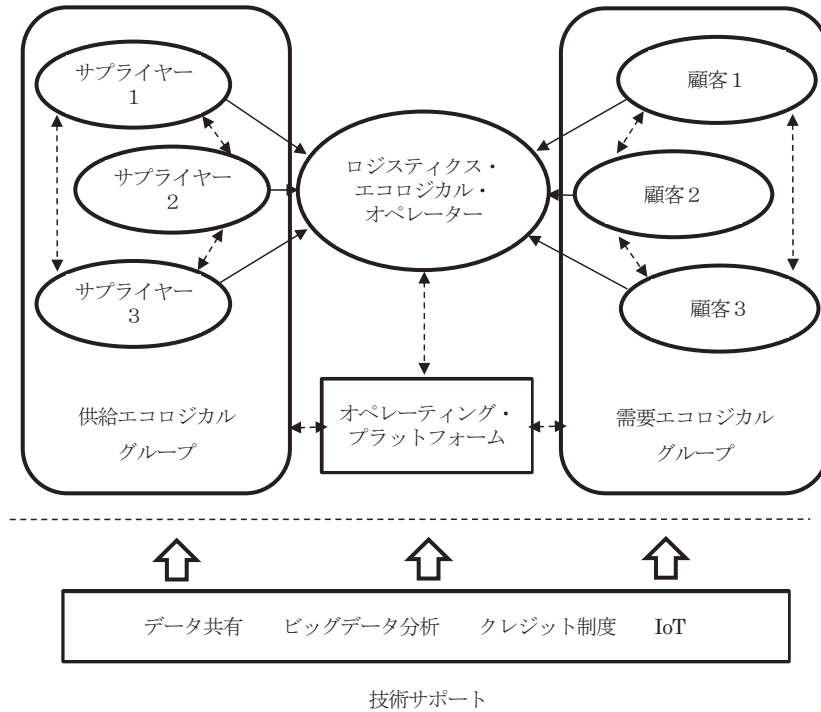 サプライヤー
１
サプライヤー
２
サプライヤー
３
供給エコロジカル
グループ
ロジスティクス・
エコロジカル・
オペレーター
オペレーティング・
プラットフォーム
顧客１
顧客２
顧客３
需要エコロジカル
グループ
データ共有 ビッグデータ分析 クレジット制度 IoT
技術サポート